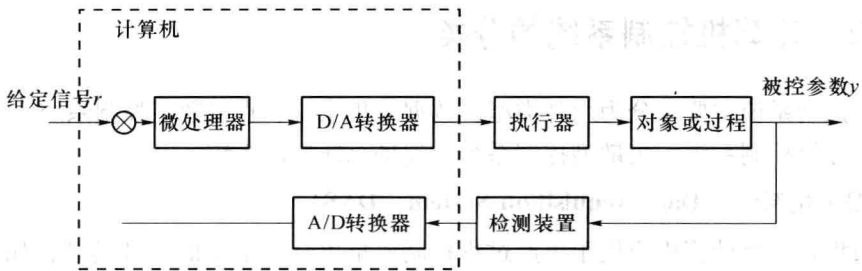 计算机
给定信号r
微处理器
D/A转换器
执行器
对象或过程
被控参数y
A/D转换器
检测装置